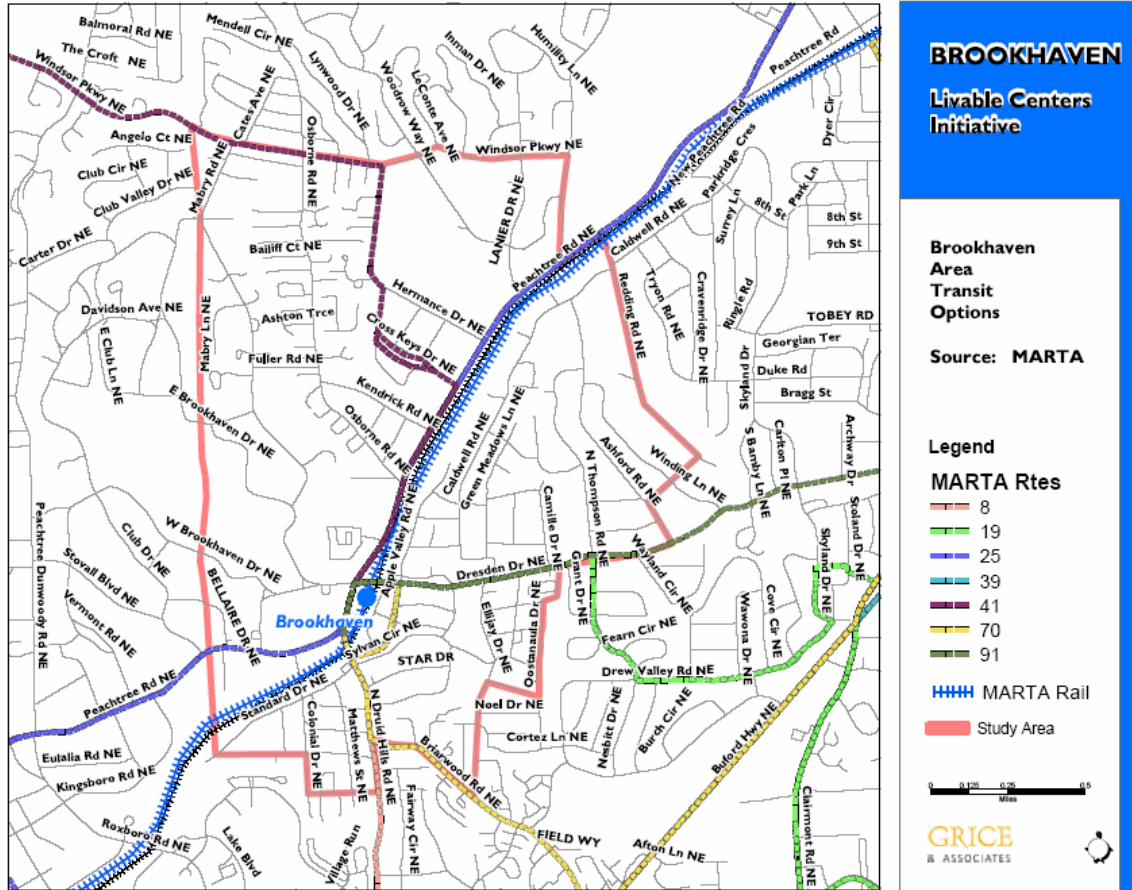 Balmoral Rd NE
The Croft NE
Windsor Pkwy NE
Mendell Cir NE
Lynwood Dr NE
Cates Ave NE
Woodrow Way NE
LeConte Ave NE
Inman Dr NE
Humility Ln NE
Peachtree Rd
Dyer Cir
Angelo Ct NE
Osborne Rd NE
Windsor Pkwy NE
New Peachtree Rd
Parkridge Cres
Club Cir NE
Club Valley Dr NE
Mabry Rd NE
LANIER DR NE
Surrey Ln
Park Ln
8th St
8th St
9th St
Carter Dr NE
Bailiff Ct NE
Peachtree Rd NE
Caldwell Rd NE
Davidson Ave NE
E Club Ln NE
Mabry Ln NE
Ashton Trce
Hermance Dr NE
Cross Keys Dr NE
Redding Rd NE
Tryon Rd NE
Cravenridge Dr NE
Ringle Rd
TOBEY RD
Georgian Ter
Fuller Rd NE
Duke Rd
Skyland Dr
Bragg St
Kendrick Rd NE
E Brookhaven Dr NE
Osborne Rd NE
Caldwell Rd NE
Green Meadows Ln NE
Ashford Rd NE
Winding Ln NE
S Bamby Ln NE
Carlton Pl NE
Archway Dr
N Thompson Rd NE
Camille Dr NE
Peachtree Dunwoody Rd NE
Club Dr NE
W Brookhaven Dr NE
Apple Valley Rd NE
Skyland Dr NE
Stoland Dr NE
Stovall Blvd NE
Vermont Rd NE
BELLAIRE DR NE
Dresden Dr NE
Grant Dr NE
Wayland Cir NE
Brookhaven
Sylvan Cir NE
Ellijay Dr NE
Oostanaula Dr NE
Fearn Cir NE
Wawona Dr NE
Cove Cir NE
STAR DR
Drew Valley Rd NE
Peachtree Rd NE
Standard Dr NE
Noel Dr NE
Colonial Dr NE
Matthews St NE
N Druid Hills Rd NE
Cortez Ln NE
Nesbitt Dr NE
Burch Cir NE
Buford Hwy NE
Eulalia Rd NE
Kingsboro Rd NE
Briarwood Rd NE
Roxboro Rd NE
Lake Blvd
Village Run
Fairway Cir NE
FIELD WY
Afton Ln NE
Clairmont Rd NE
BROOKHAVEN
Livable Centers
Initiative
Brookhaven
Area
Transit
Options
Source: MARTA
Legend
MARTA Rtes
8
19
25
39
41
70
91
MARTA Rail
Study Area
0 0.125 0.25 0.5
Miles
GRICE
& ASSOCIATES